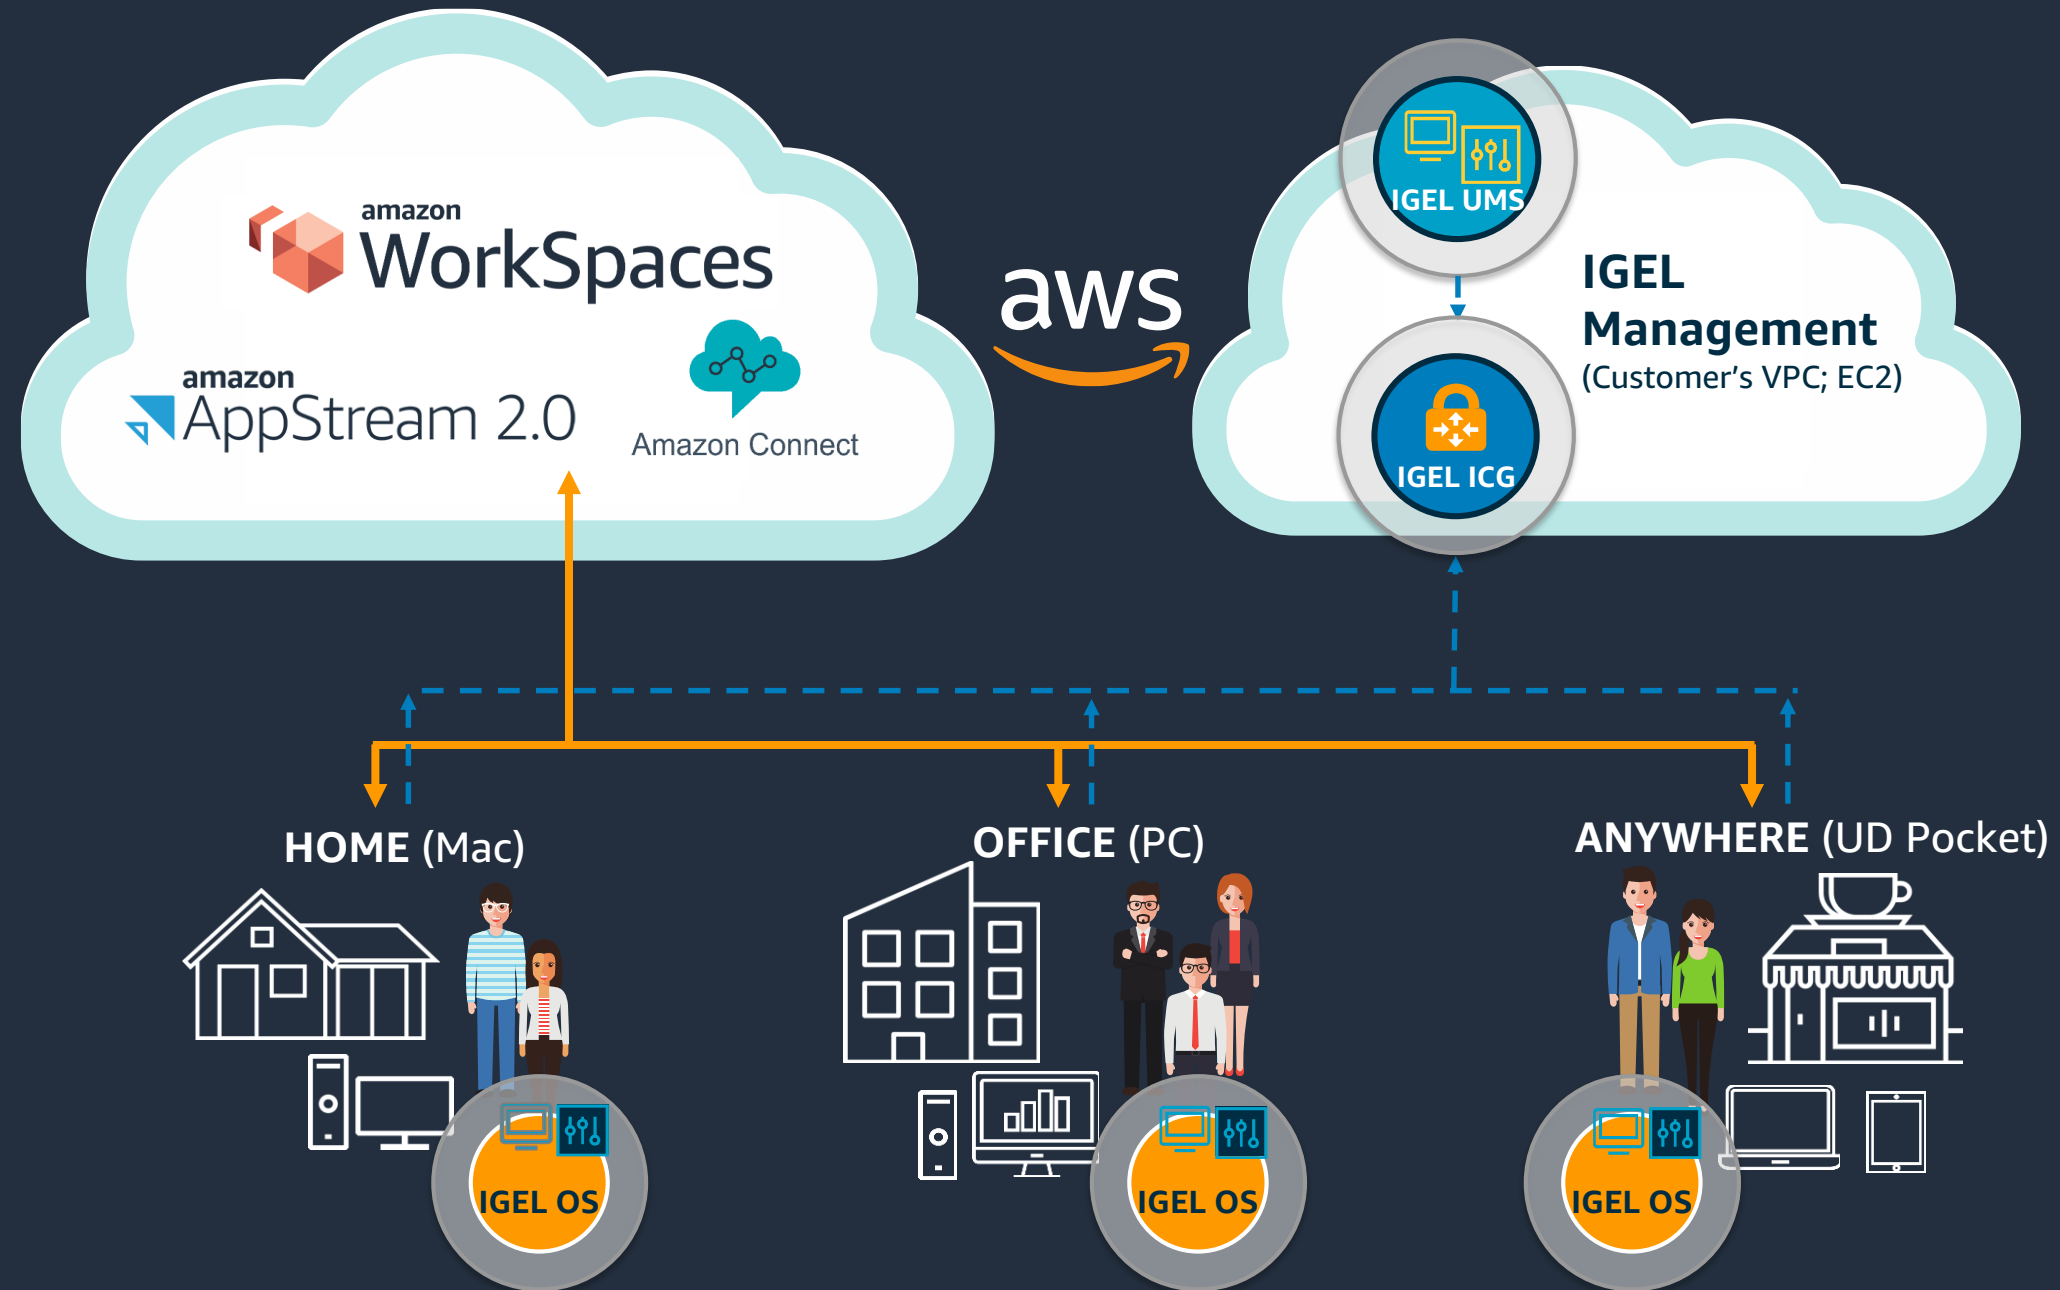 amazon
WorkSpaces
amazon
AppStream 2.0
Amazon Connect
aws
IGEL UMS
IGEL
Management
(Customer's VPC; EC2)
IGEL ICG
HOME (Mac)
OFFICE (PC)
ANYWHERE (UD Pocket)
IGEL OS
IGEL OS
IGEL OS